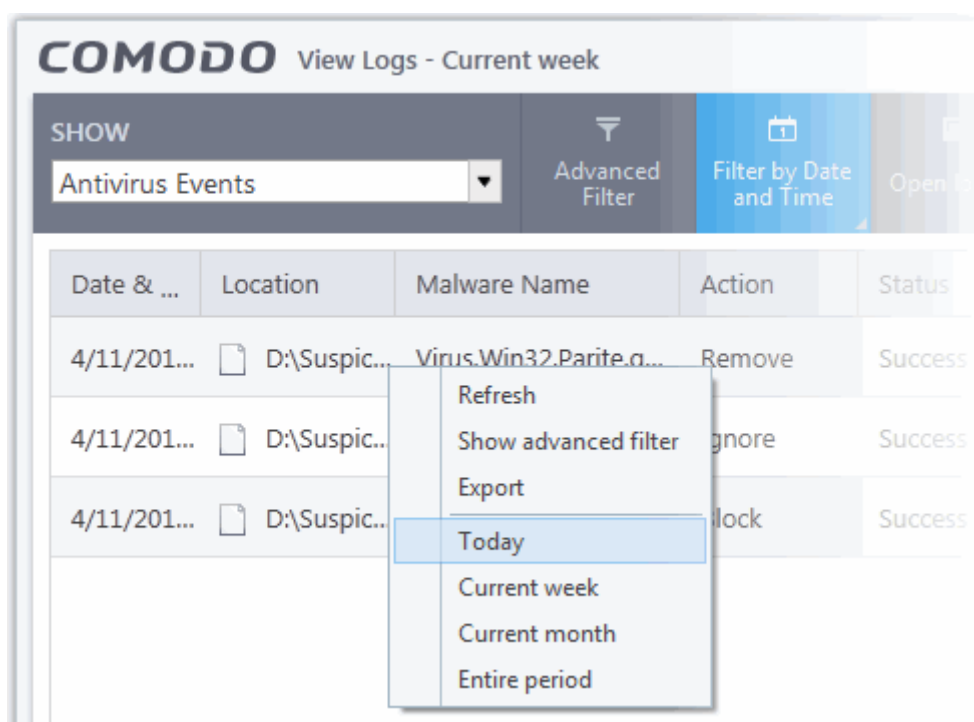 COMODO View Logs - Current week
SHOW
Antivirus Events
Advanced Filter
Filter by Date and Time
Open
Date & ... Location Malware Name Action Status
4/11/201... D:\Suspic... Virus.Win32.Parite.g... Remove Success
4/11/201... D:\Suspic... gnore Success
4/11/201... D:\Suspic... lock Success
Refresh
Show advanced filter
Export
Today
Current week
Current month
Entire period